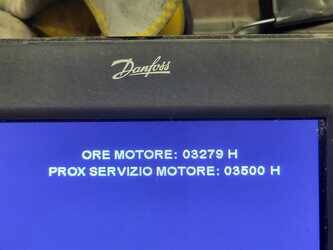 Danfoss
ORE MOTORE: 03279 H
PROX SERVIZIO MOTORE: 03500 H